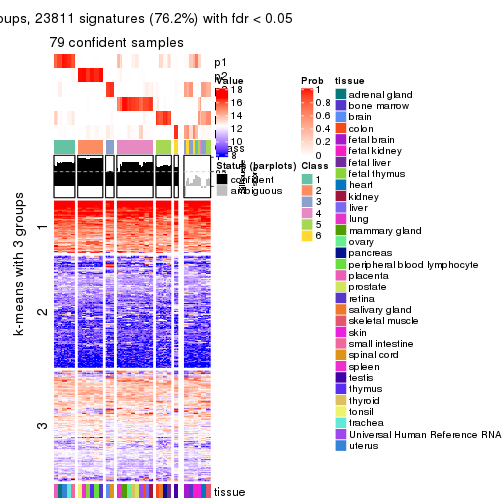 oups, 23811 signatures (76.2%) with fdr < 0.05
79 confident samples
p1
p2
k-means with 3 groups
1
2
3
tissue
Value
18
16
14
12
10
8
Status (barplots)
confident
ambiguous
Prob
1
0.8
0.6
0.4
0.2
0
Class
1
2
3
4
5
6
tissue
adrenal gland
bone marrow
brain
colon
fetal brain
fetal kidney
fetal liver
fetal thymus
heart
kidney
liver
lung
mammary gland
ovary
pancreas
peripheral blood lymphocyte
placenta
prostate
retina
salivary gland
skeletal muscle
skin
small intestine
spinal cord
spleen
testis
thymus
thyroid
tonsil
trachea
Universal Human Reference RNA
uterus